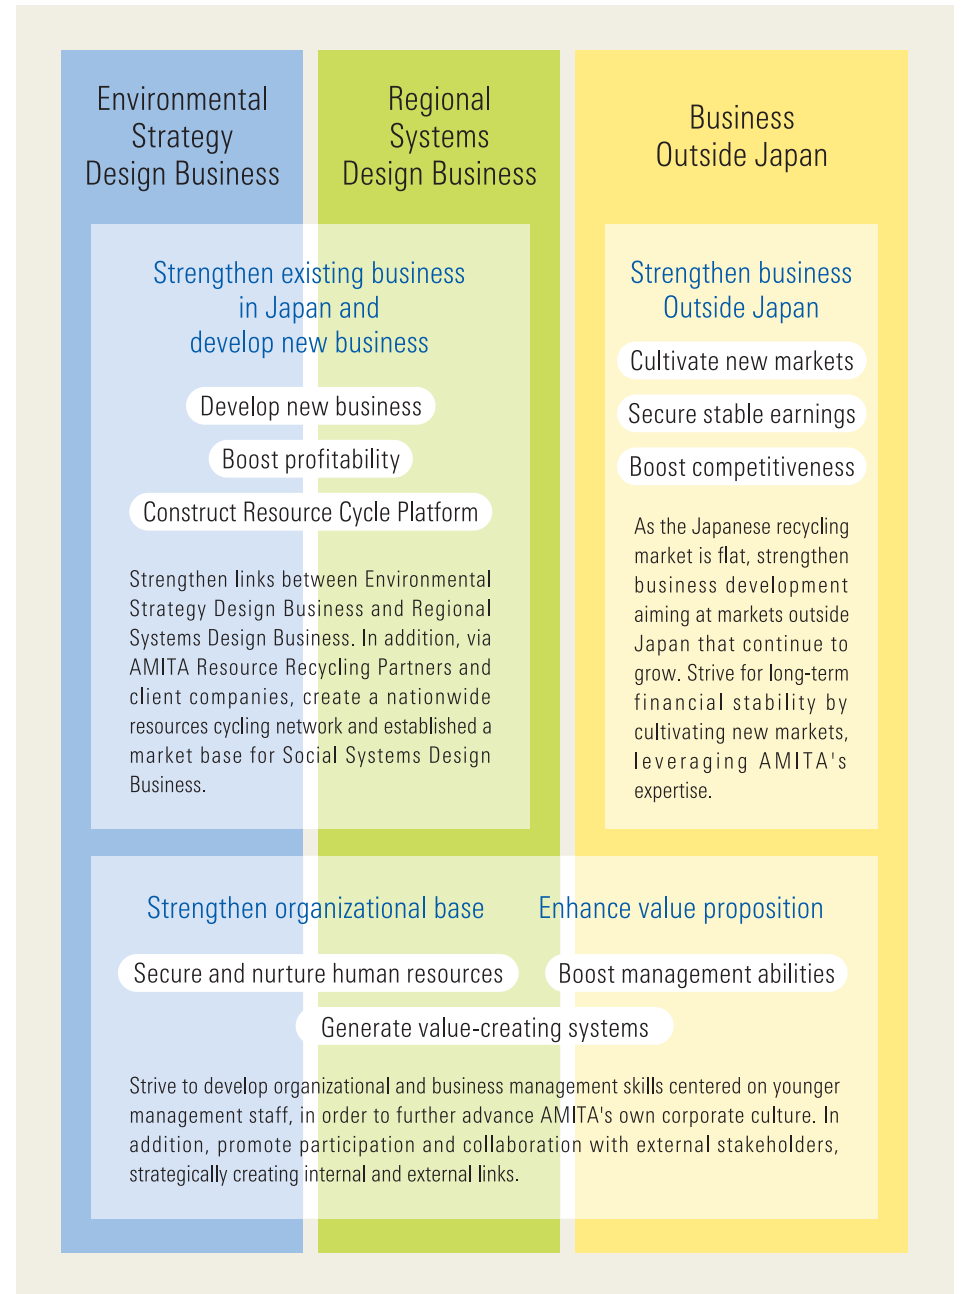 Environmental
Strategy
Design Business
Regional
Systems
Design Business
Business
Outside Japan
Strengthen existing business
in Japan and
develop new business
Develop new business
Boost profitability
Construct Resource Cycle Platform
Strengthen links between Environmental
Strategy Design Business and Regional
Systems Design Business. In addition, via
AMITA Resource Recycling Partners and
client companies, create a nationwide
resources cycling network and established a
market base for Social Systems Design
Business.
Strengthen business
Outside Japan
Cultivate new markets
Secure stable earnings
Boost competitiveness
As the Japanese recycling
market is flat, strengthen
business development
aiming at markets outside
Japan that continue to
grow. Strive for long-term
financial stability by
cultivating new markets,
leveraging AMITA's
expertise.
Strengthen organizational base
Enhance value proposition
Secure and nurture human resources
Boost management abilities
Generate value-creating systems
Strive to develop organizational and business management skills centered on younger
management staff, in order to further advance AMITA's own corporate culture. In
addition, promote participation and collaboration with external stakeholders,
strategically creating internal and external links.